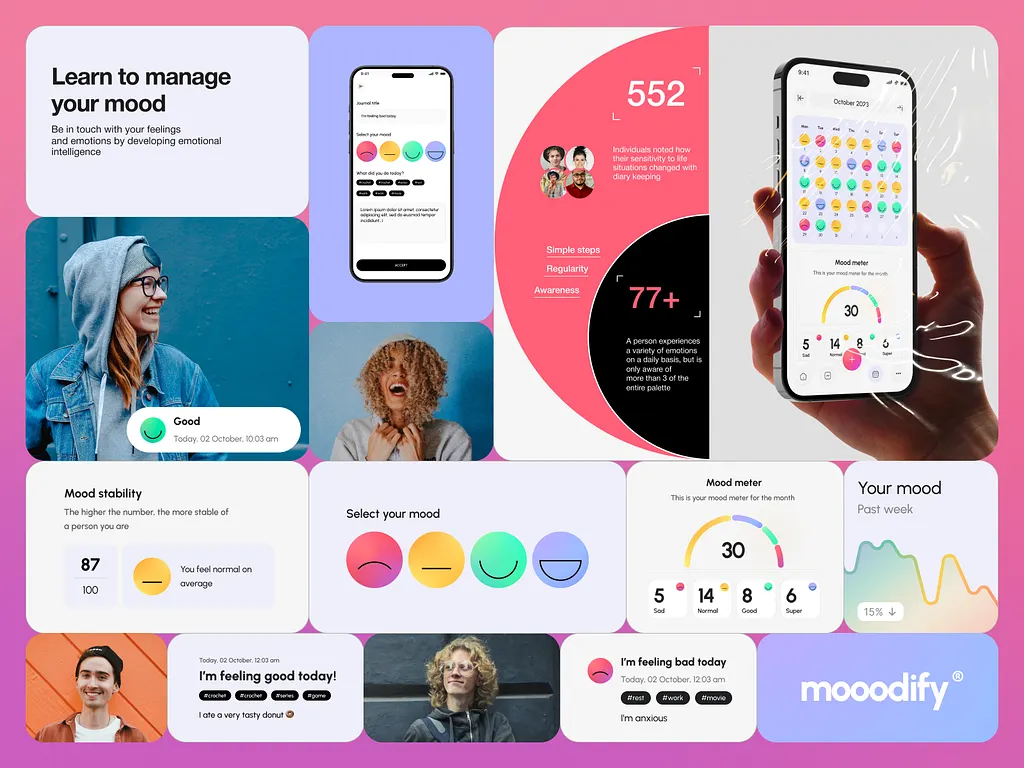 Learn to manage
your mood
Be in touch with your feelings
and emotions by developing emotional
intelligence
9:41
Journal title
I'm feeling bad today
Select your mood
What did you do today?
#crochet
Lorem ipsum dolor sit amet, consectetur
adipiscing elit, sed do eiusmod tempor
incididunt.
ACCEPT
552
Individuals noted how
their sensitivity to life
situations changed with
diary keeping
Simple steps
Regularity
Awareness
77+
A person experiences
a variety of emotions
on a daily basis, but is
only aware of
more than 3 of the
entire palette
9:41
October 2023
Mon Tue Wed Thu Fri Sat Sun
Mood meter
This is your mood meter for the month
30
5 14 8 6
Sad Normal Super
Good
Today, 02 October, 10:03 am
Mood stability
The higher the number, the more stable of
a person you are
87
100
You feel normal on
average
Select your mood
Mood meter
This is your mood meter for the month
30
5 14 8 6
Sad Normal Good Super
Your mood
Past week
15% ↓
Today, 02 October, 12:03 am
I'm feeling good today!
#crochet #crochet #series #game
I ate a very tasty donut 🍩
I'm feeling bad today
Today, 02 October, 12:03 am
#rest #work #movie
I'm anxious
mooodify®